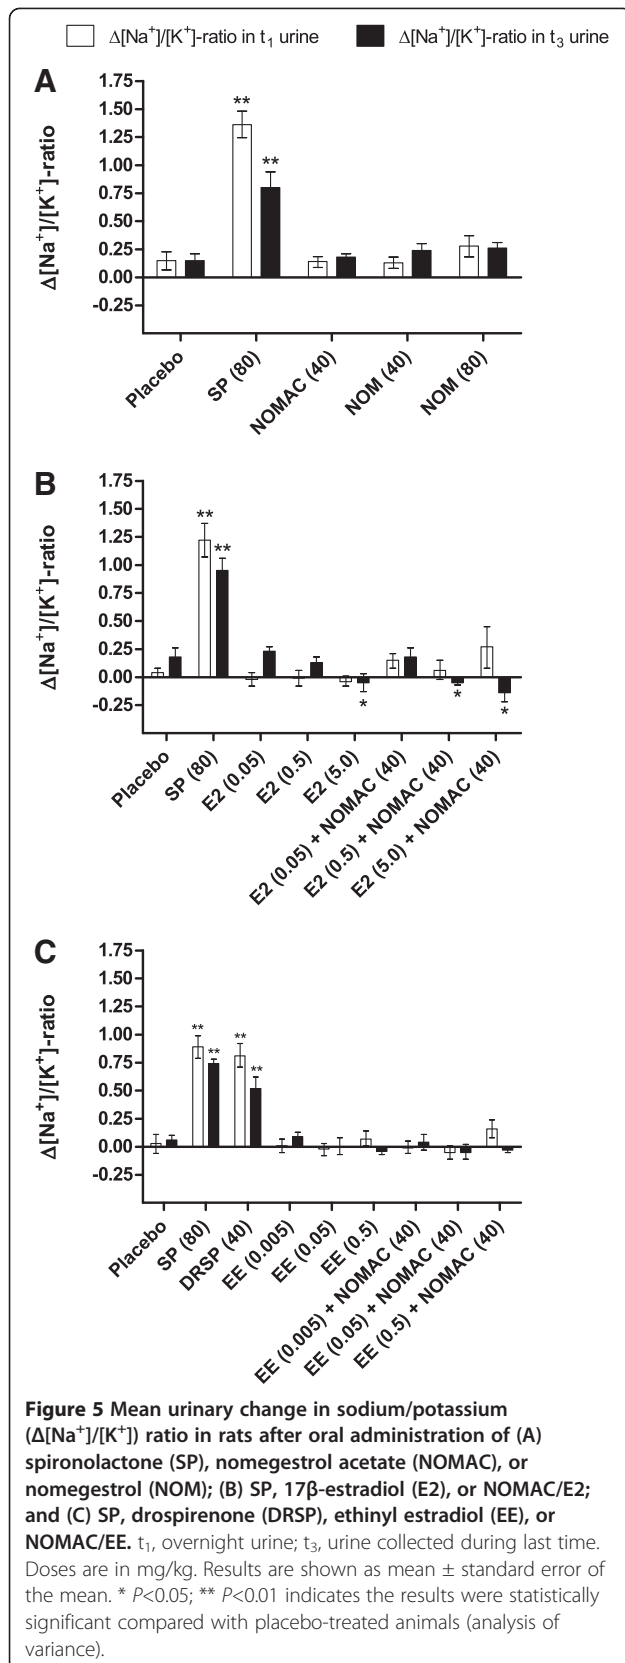 Δ[Na⁺]/[K⁺]-ratio in t₁ urine Δ[Na⁺]/[K⁺]-ratio in t₃ urine
A
Δ[Na⁺]/[K⁺]-ratio
1.75
1.50
1.25
1.00
0.75
0.50
0.25
0.00
-0.25
**
**
Placebo
SP (80)
NOMAC (40)
NOM (40)
NOM (80)
B
Δ[Na⁺]/[K⁺]-ratio
1.75
1.50
1.25
1.00
0.75
0.50
0.25
0.00
-0.25
**
**
*
*
*
Placebo
SP (80)
E2 (0.05)
E2 (0.5)
E2 (5.0)
E2 (0.05) + NOMAC (40)
E2 (0.5) + NOMAC (40)
E2 (5.0) + NOMAC (40)
C
Δ[Na⁺]/[K⁺]-ratio
1.75
1.50
1.25
1.00
0.75
0.50
0.25
0.00
-0.25
**
**
**
**
Placebo
SP (80)
DRSP (40)
EE (0.005)
EE (0.05)
EE (0.5)
EE (0.005) + NOMAC (40)
EE (0.05) + NOMAC (40)
EE (0.5) + NOMAC (40)
Figure 5 Mean urinary change in sodium/potassium
(Δ[Na⁺]/[K⁺]) ratio in rats after oral administration of (A)
spironolactone (SP), nomegestrol acetate (NOMAC), or
nomegestrol (NOM); (B) SP, 17β-estradiol (E2), or NOMAC/E2;
and (C) SP, drospirenone (DRSP), ethinyl estradiol (EE), or
NOMAC/EE. t₁, overnight urine; t₃, urine collected during last time.
Doses are in mg/kg. Results are shown as mean ± standard error of
the mean. * P<0.05; ** P<0.01 indicates the results were statistically
significant compared with placebo-treated animals (analysis of
variance).